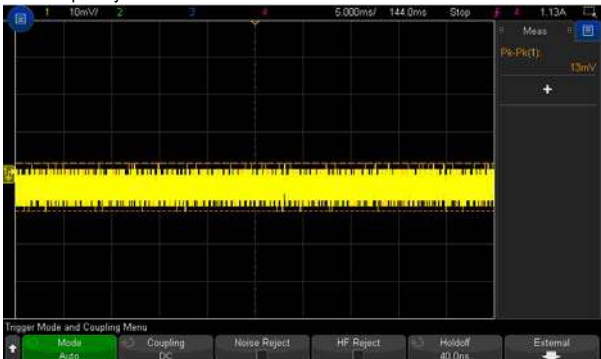 1 10mV/ 2 3 4 5.000ms/ 144.0ms Stop 4 1.13A
Meas
Pk-Pk(1):
13mV
+
Trigger Mode and Coupling Menu
Mode Coupling Noise Reject HF Reject Holdoff External
Auto DC 40.0ns